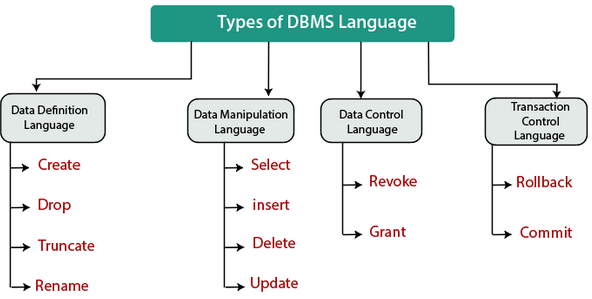 Types of DBMS Language
Data Definition
Language
Data Manipulation
Language
Data Control
Language
Transaction
Control
Language
Create
Drop
Truncate
Rename
Select
insert
Delete
Update
Revoke
Grant
Rollback
Commit